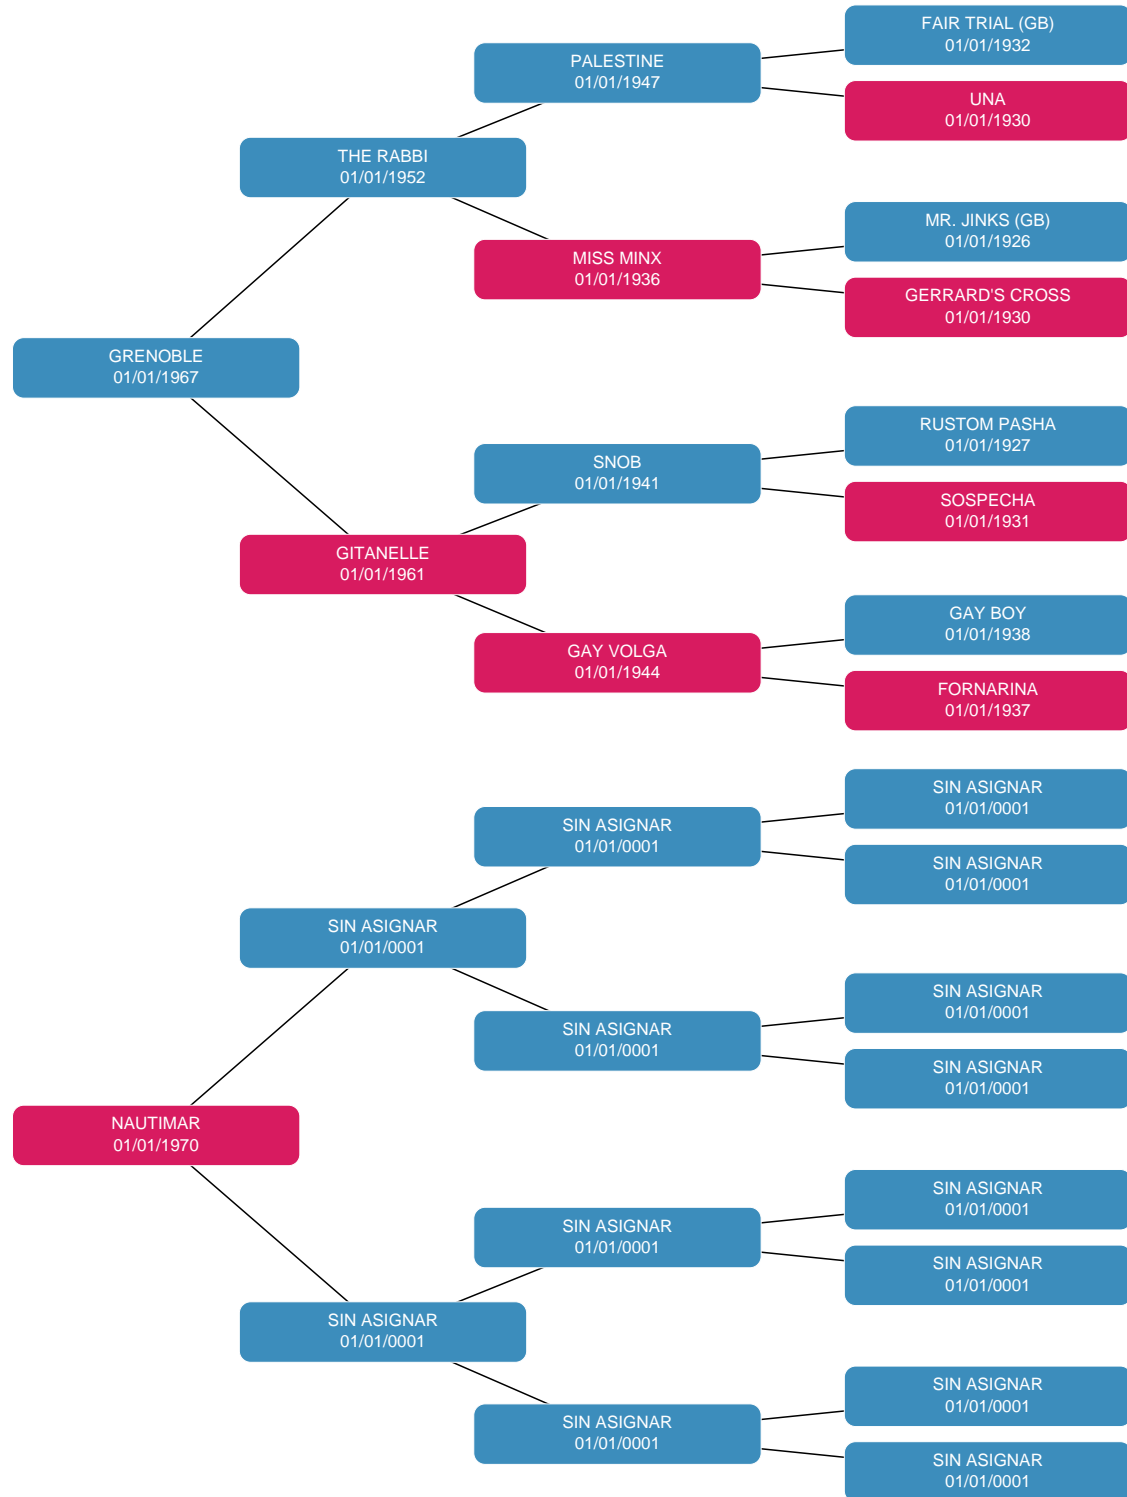 FAIR TRIAL (GB)
01/01/1932
PALESTINE
01/01/1947
UNA
01/01/1930
THE RABBI
01/01/1952
MR. JINKS (GB)
01/01/1926
MISS MINX
01/01/1936
GERRARD'S CROSS
01/01/1930
GRENOBLE
01/01/1967
RUSTOM PASHA
01/01/1927
SNOB
01/01/1941
SOSPECHA
01/01/1931
GITANELLE
01/01/1961
GAY BOY
01/01/1938
GAY VOLGA
01/01/1944
FORNARINA
01/01/1937
SIN ASIGNAR
01/01/0001
SIN ASIGNAR
01/01/0001
SIN ASIGNAR
01/01/0001
SIN ASIGNAR
01/01/0001
SIN ASIGNAR
01/01/0001
SIN ASIGNAR
01/01/0001
SIN ASIGNAR
01/01/0001
NAUTIMAR
01/01/1970
SIN ASIGNAR
01/01/0001
SIN ASIGNAR
01/01/0001
SIN ASIGNAR
01/01/0001
SIN ASIGNAR
01/01/0001
SIN ASIGNAR
01/01/0001
SIN ASIGNAR
01/01/0001
SIN ASIGNAR
01/01/0001